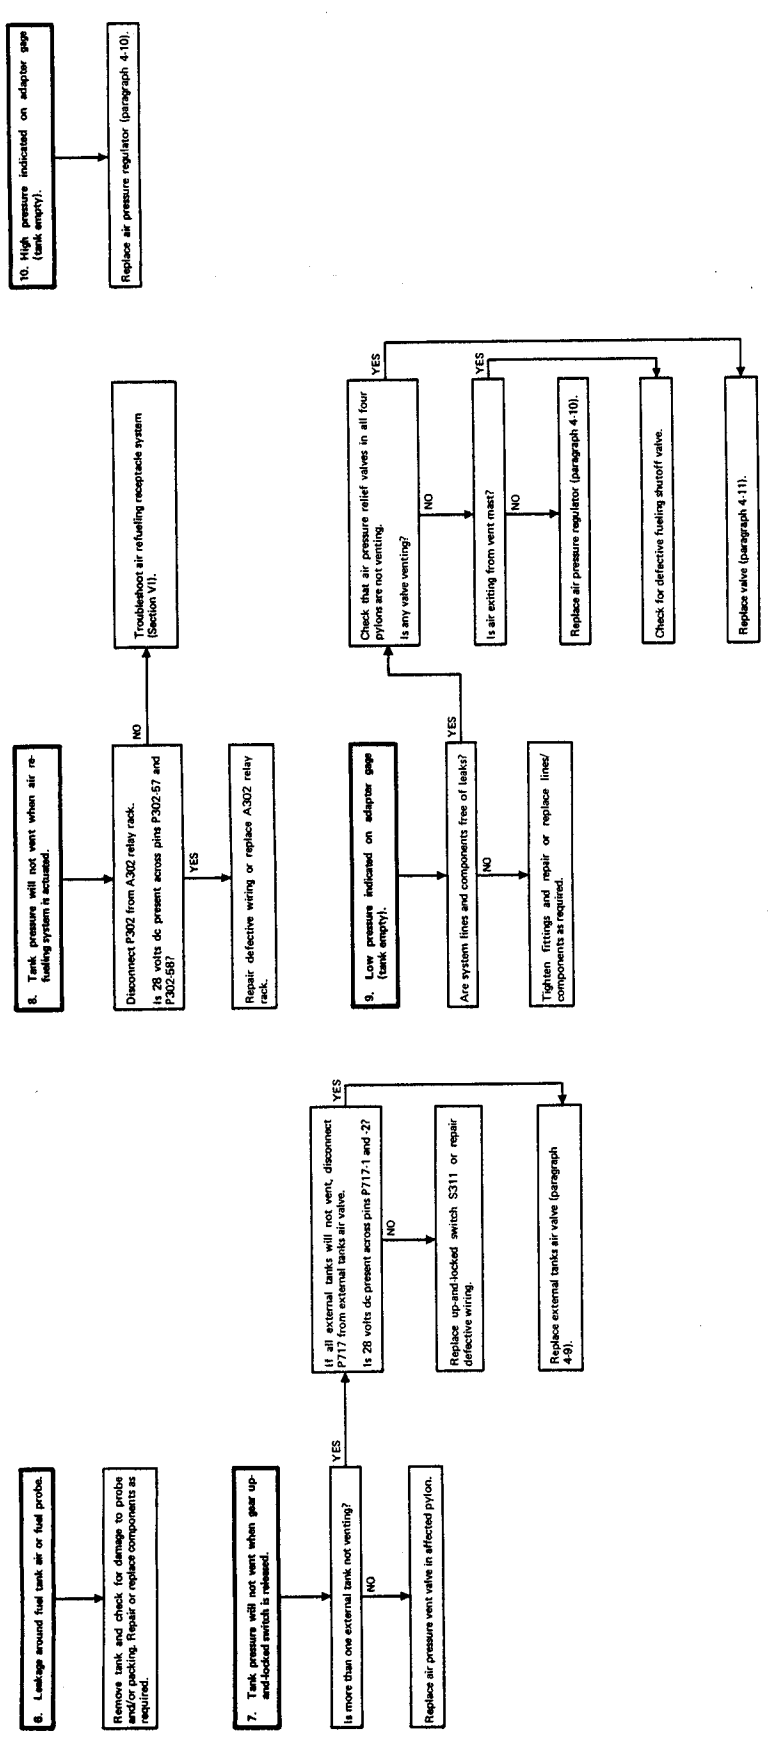 6. Leakage around fuel tank air or fuel probe.
Remove tank and check for damage to probe
and/or packing. Repair or replace components as
required.
7. Tank pressure will not vent when gear up-
and-locked switch is released.
Is more than one external tank not venting?
YES
NO
Replace air pressure vent valve in affected pylon.
If all external tanks will not vent, disconnect
P717 from external tanks air valve.
Is 28 volts dc present across pins P717-1 and -2?
YES
NO
Replace up-and-locked switch S311 or repair
defective wiring.
Replace external tanks air valve (paragraph
4-9).
8. Tank pressure will not vent when air re-
fueling system is actuated.
Disconnect P302 from A302 relay rack.
Is 28 volts dc present across pins P302-57 and
P302-58?
NO
YES
Repair defective wiring or replace A302 relay
rack.
Troubleshoot air refueling receptacle system
(Section VI).
9. Low pressure indicated on adapter gage
(tank empty).
Are system lines and components free of leaks?
YES
NO
Tighten fittings and repair or replace lines/
components as required.
Check that air pressure relief valves in all four
pylons are not venting.
Is any valve venting?
YES
NO
Is air exiting from vent mast?
YES
NO
Replace air pressure regulator (paragraph 4-10).
Check for defective fueling shutoff valve.
Replace valve (paragraph 4-11).
10. High pressure indicated on adapter gage
(tank empty).
Replace air pressure regulator (paragraph 4-10).